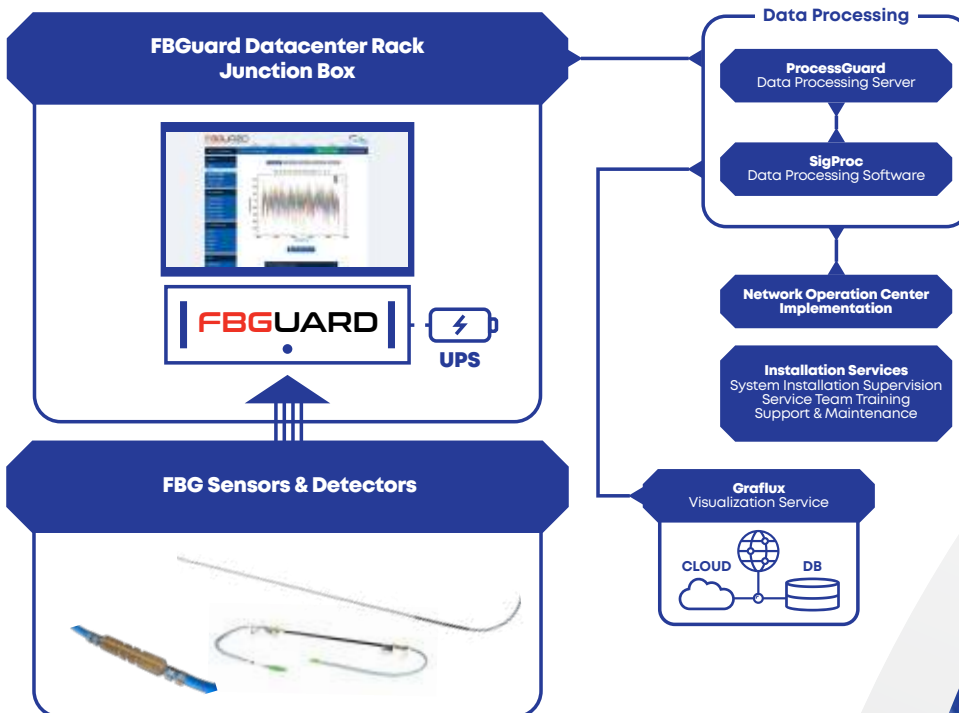 FBGuard Datacenter Rack
Junction Box
FBGUARD
FBGUARD
UPS
FBG Sensors & Detectors
Data Processing
ProcessGuard
Data Processing Server
SigProc
Data Processing Software
Network Operation Center
Implementation
Installation Services
System Installation Supervision
Service Team Training
Support & Maintenance
Graflux
Visualization Service
CLOUD
DB